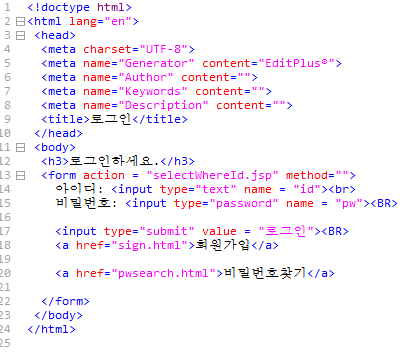 1 <!doctype html>
2 <html lang="en">
3 <head>
4 <meta charset="UTF-8">
5 <meta name="Generator" content="EditPlus®">
6 <meta name="Author" content="">
7 <meta name="Keywords" content="">
8 <meta name="Description" content="">
9 <title>로그인</title>
10 </head>
11 <body>
12 <h3>로그인하세요.</h3>
13 <form action = "selectWhereId.jsp" method="">
14 아이디: <input type="text" name = "id"><br>
15 비밀번호: <input type="password" name = "pw"><BR>
16
17 <input type="submit" value = "로그인"><BR>
18 <a href="sign.html">회원가입</a>
19
20 <a href="pwsearch.html">비밀번호찾기</a>
21
22 </form>
23 </body>
24 </html>
25